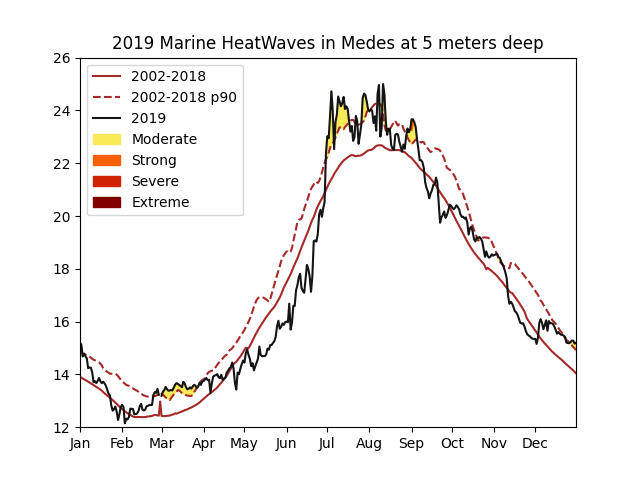 2019 Marine HeatWaves in Medes at 5 meters deep
26
24
22
20
18
16
14
12
2002-2018
2002-2018 p90
2019
Moderate
Strong
Severe
Extreme
Jan Feb Mar Apr May Jun Jul Aug Sep Oct Nov Dec